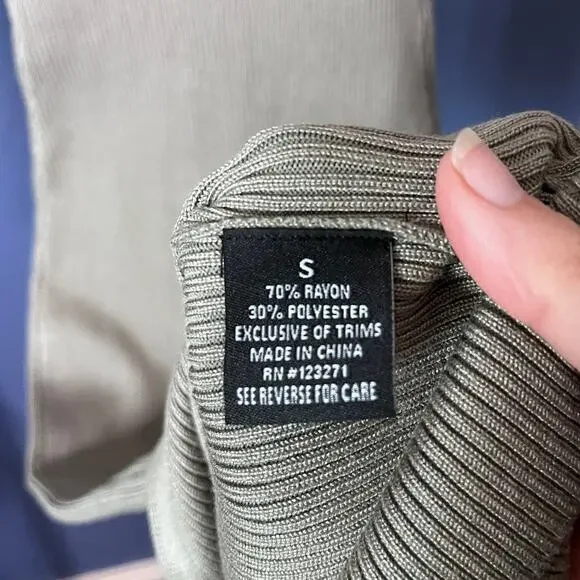 S
70% RAYON
30% POLYESTER
EXCLUSIVE OF TRIMS
MADE IN CHINA
RN #123271
SEE REVERSE FOR CARE